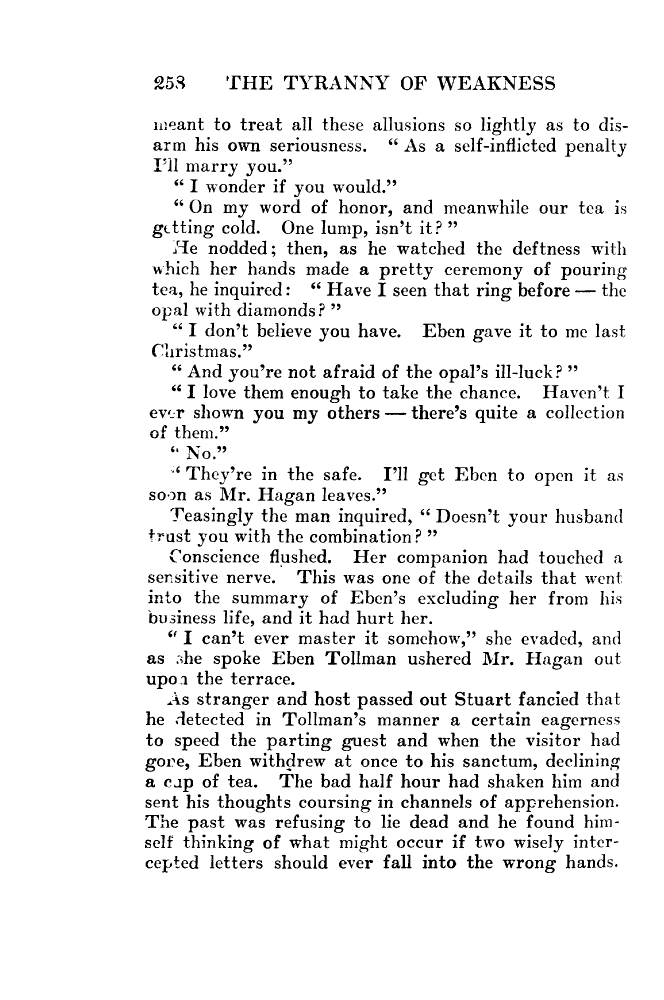 258 THE TYRANNY OF WEAKNESS
meant to treat all these allusions so lightly as to dis-
arm his own seriousness. “ As a self-inflicted penalty
I'll marry you.”
“ I wonder if you would.”
“ On my word of honor, and meanwhile our tea is
getting cold. One lump, isn't it? ”
He nodded; then, as he watched the deftness with
which her hands made a pretty ceremony of pouring
tea, he inquired: “ Have I seen that ring before — the
opal with diamonds? ”
“ I don't believe you have. Eben gave it to me last
Christmas.”
“ And you're not afraid of the opal's ill-luck? ”
“ I love them enough to take the chance. Haven't I
ever shown you my others — there's quite a collection
of them.”
“ No.”
“ They're in the safe. I'll get Eben to open it as
soon as Mr. Hagan leaves.”
Teasingly the man inquired, “ Doesn't your husband
trust you with the combination? ”
Conscience flushed. Her companion had touched a
sensitive nerve. This was one of the details that went
into the summary of Eben's excluding her from his
business life, and it had hurt her.
“ I can't ever master it somehow,” she evaded, and
as she spoke Eben Tollman ushered Mr. Hagan out
upon the terrace.
As stranger and host passed out Stuart fancied that
he detected in Tollman's manner a certain eagerness
to speed the parting guest and when the visitor had
gone, Eben withdrew at once to his sanctum, declining
a cup of tea. The bad half hour had shaken him and
sent his thoughts coursing in channels of apprehension.
The past was refusing to lie dead and he found him-
self thinking of what might occur if two wisely inter-
cepted letters should ever fall into the wrong hands.